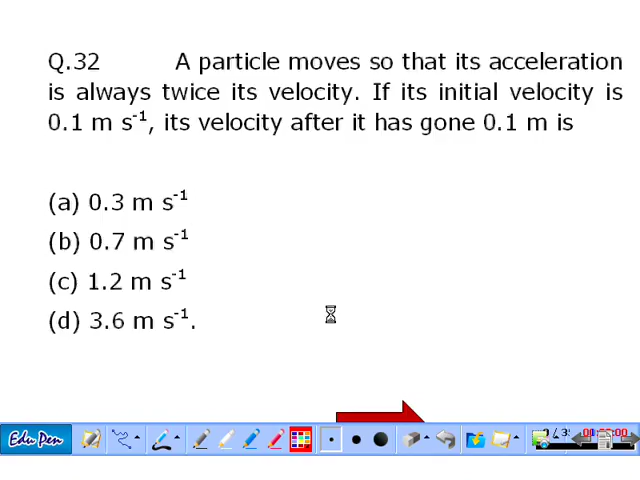 Q.32 A particle moves so that its acceleration
is always twice its velocity. If its initial velocity is
0.1 m s⁻¹, its velocity after it has gone 0.1 m is
(a) 0.3 m s⁻¹
(b) 0.7 m s⁻¹
(c) 1.2 m s⁻¹
(d) 3.6 m s⁻¹.
Edu Pen